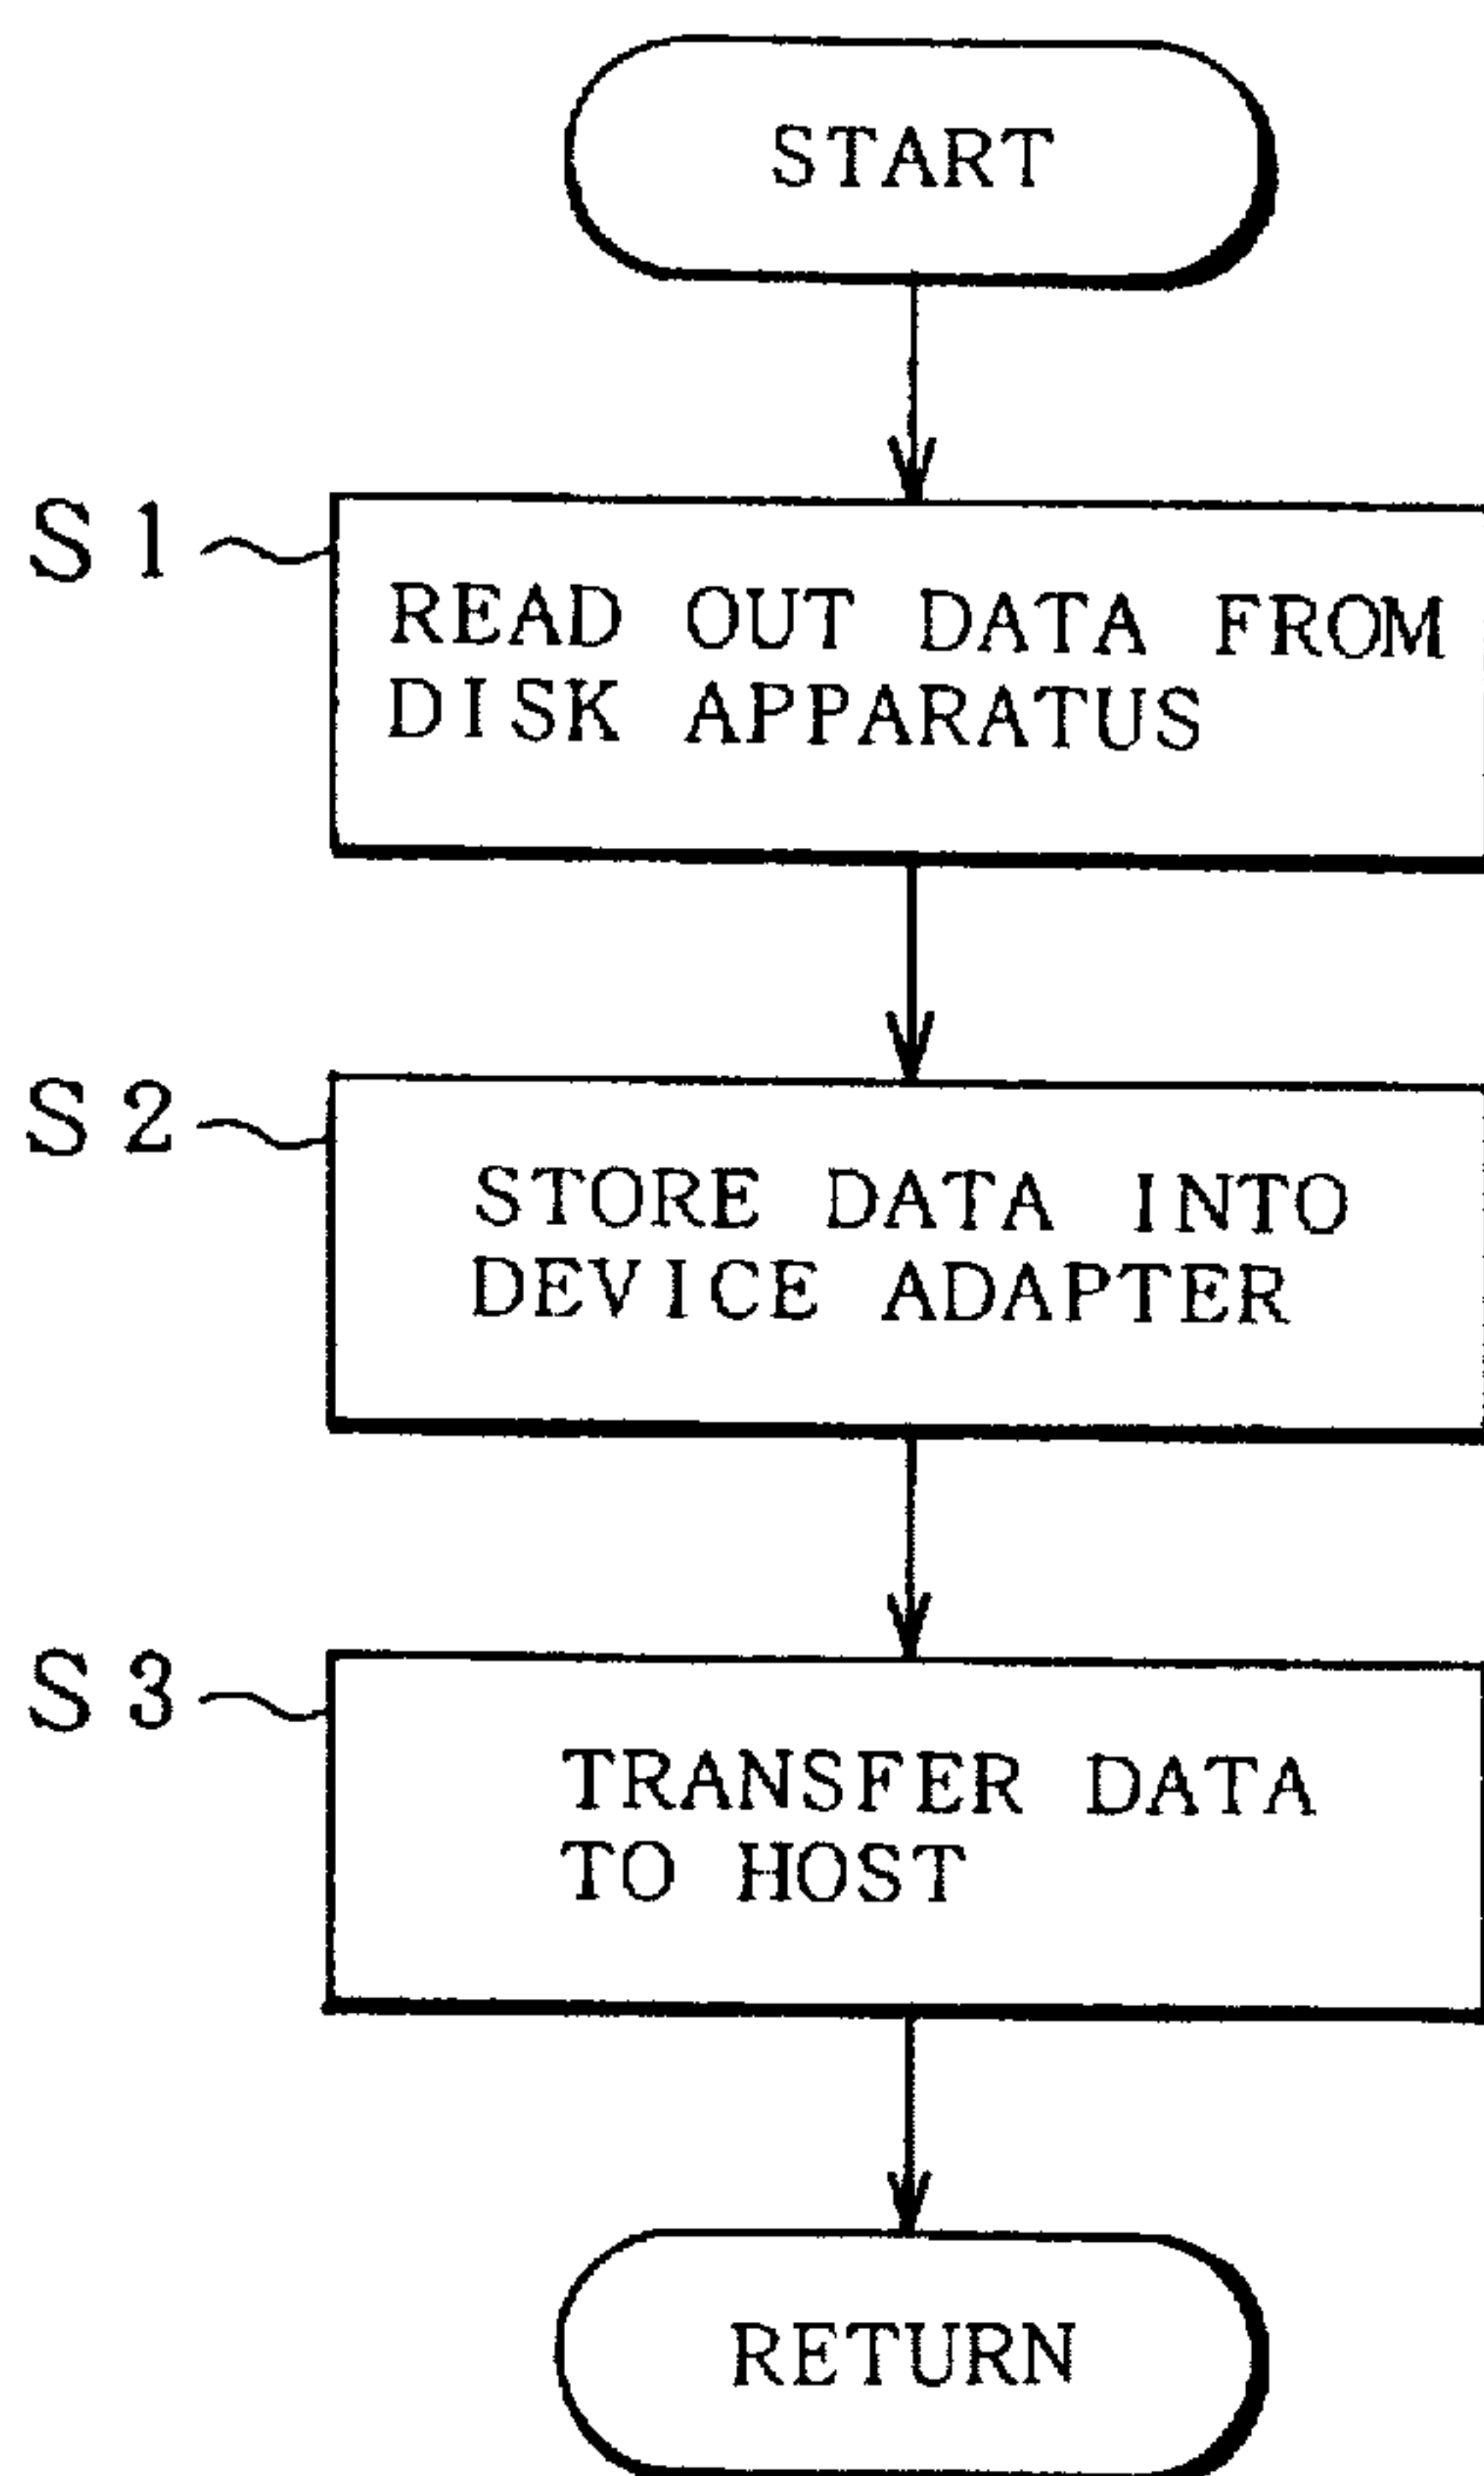 START
S1
READ OUT DATA FROM
DISK APPARATUS
S2
STORE DATA INTO
DEVICE ADAPTER
S3
TRANSFER DATA
TO HOST
RETURN